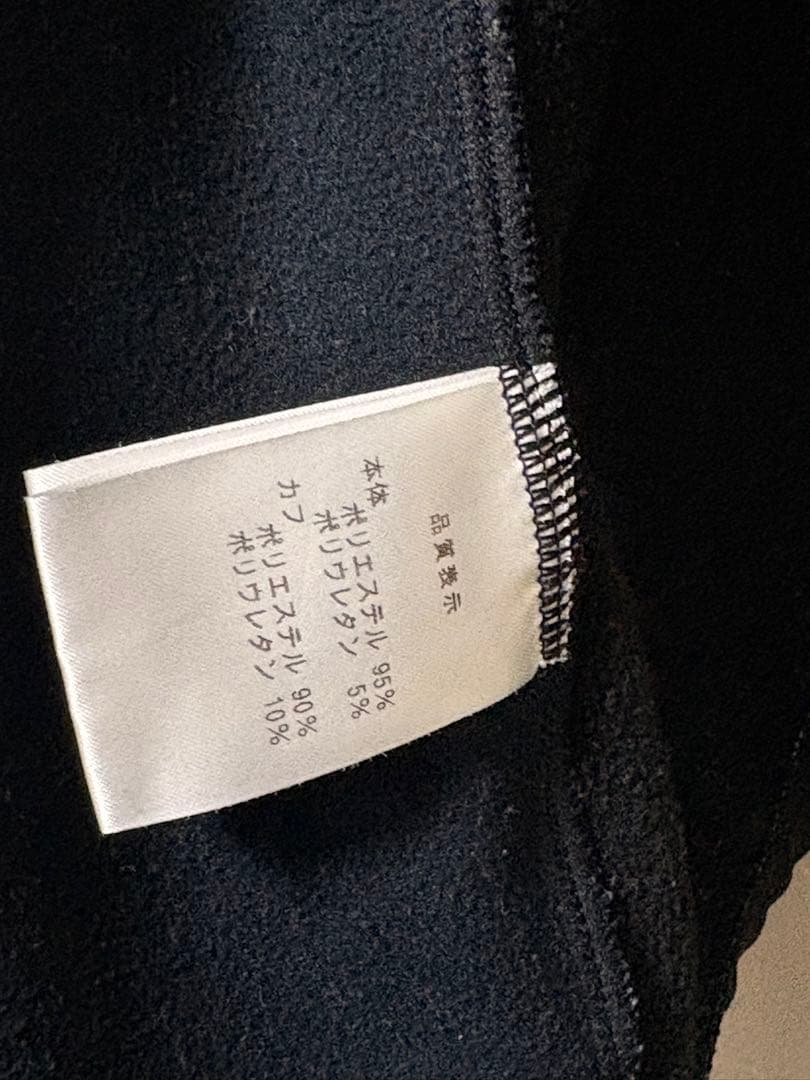 品質表示
本体
ポリエステル 95%
ポリウレタン 5%
カフ
ポリエステル 90%
ポリウレタン 10%